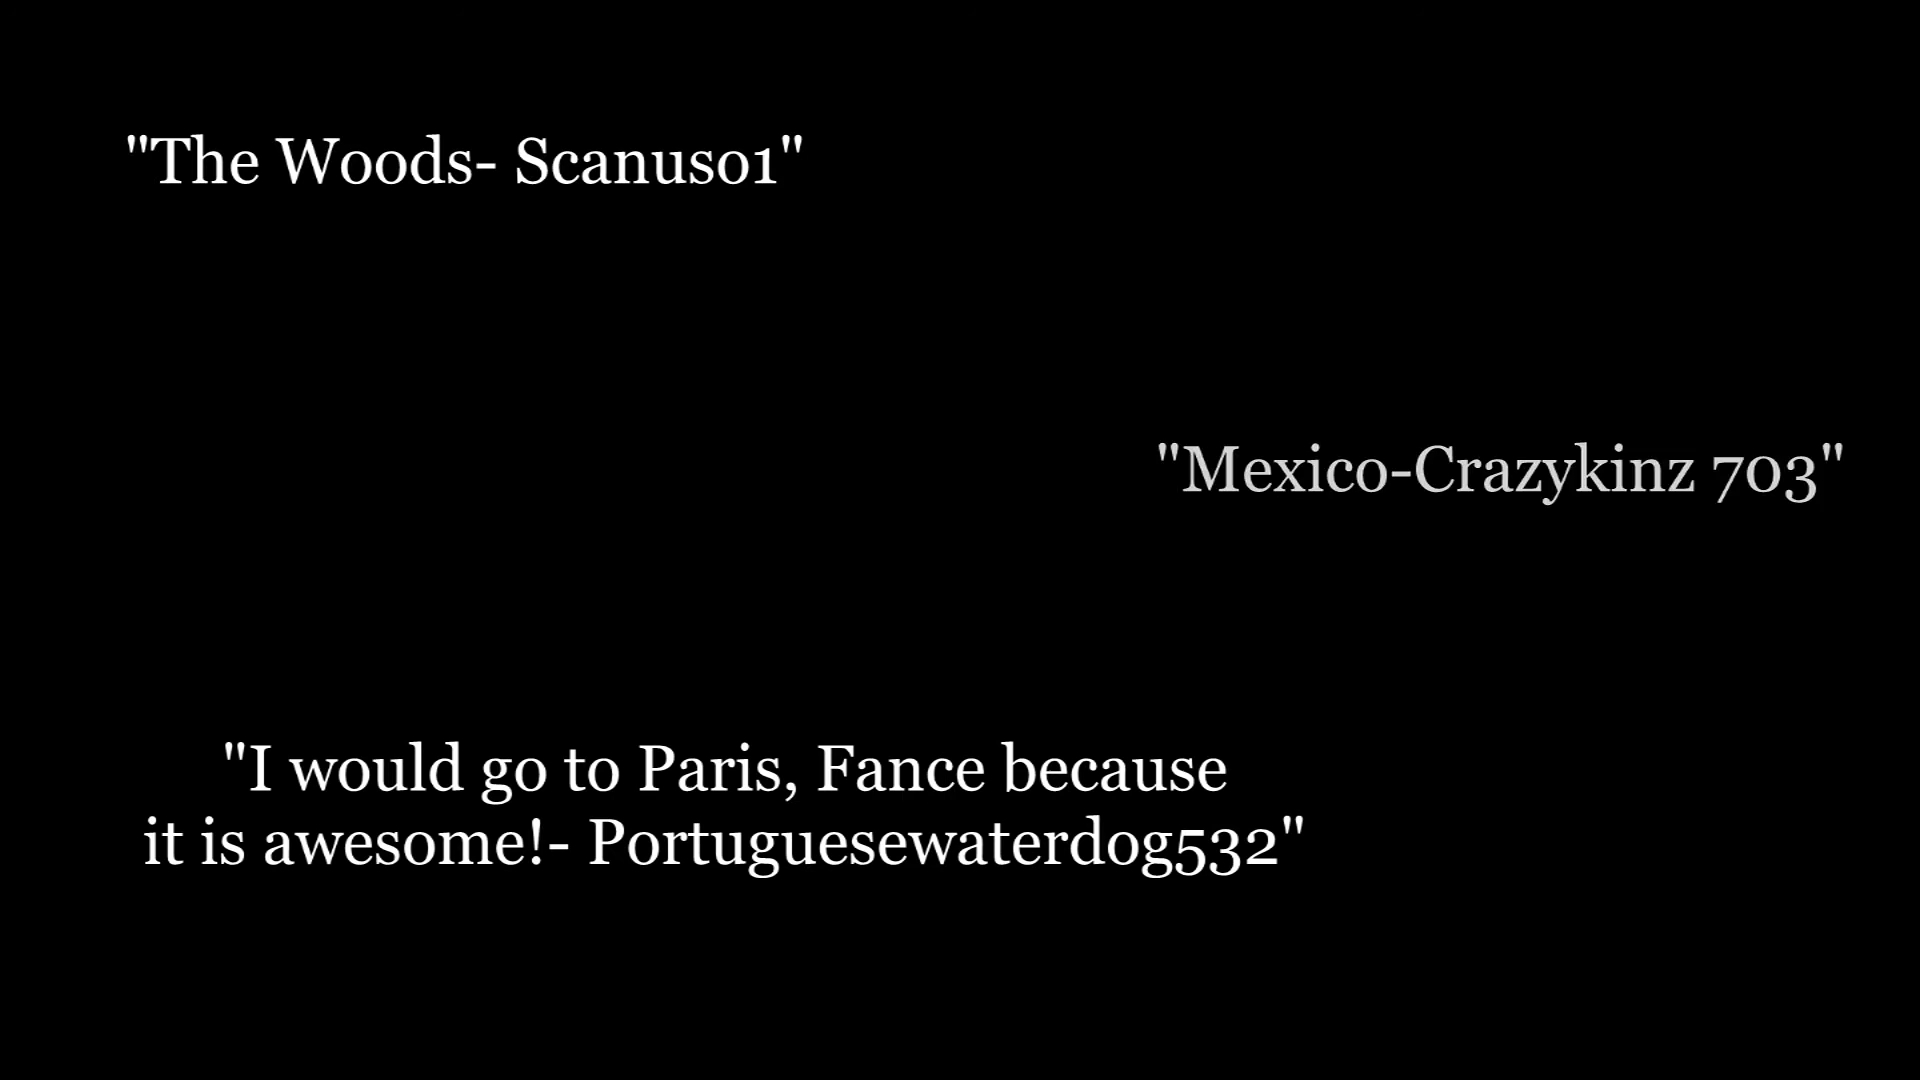 "The Woods- Scanus01"
"Mexico-Crazykinz 703"
"I would go to Paris, Fance because
it is awesome!- Portuguesewaterdog532"